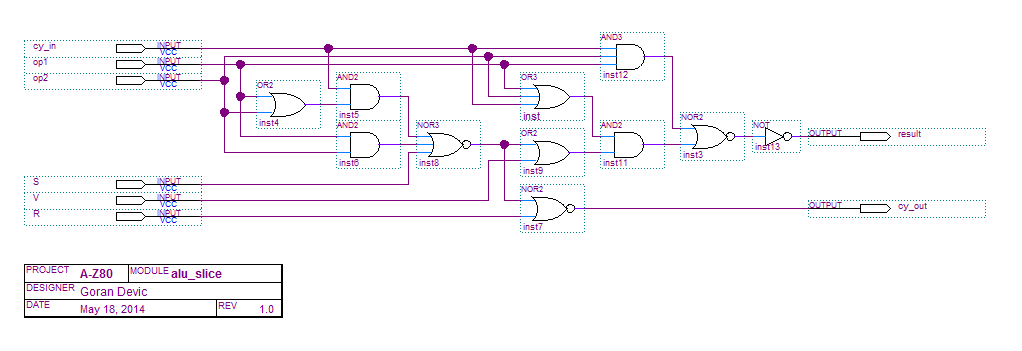 cy_in INPUT VCC
op1 INPUT VCC
op2 INPUT VCC
AND3
inst12
AND2
inst5
OR2
inst4
AND2
inst6
NOR3
inst8
OR3
inst
OR2
inst9
AND2
inst11
NOR2
inst3
NOT
inst13
OUTPUT result
S INPUT VCC
V INPUT VCC
R INPUT VCC
NOR2
inst7
OUTPUT cy_out
PROJECT A-Z80 MODULE alu_slice
DESIGNER Goran Devic
DATE May 18, 2014 REV 1.0